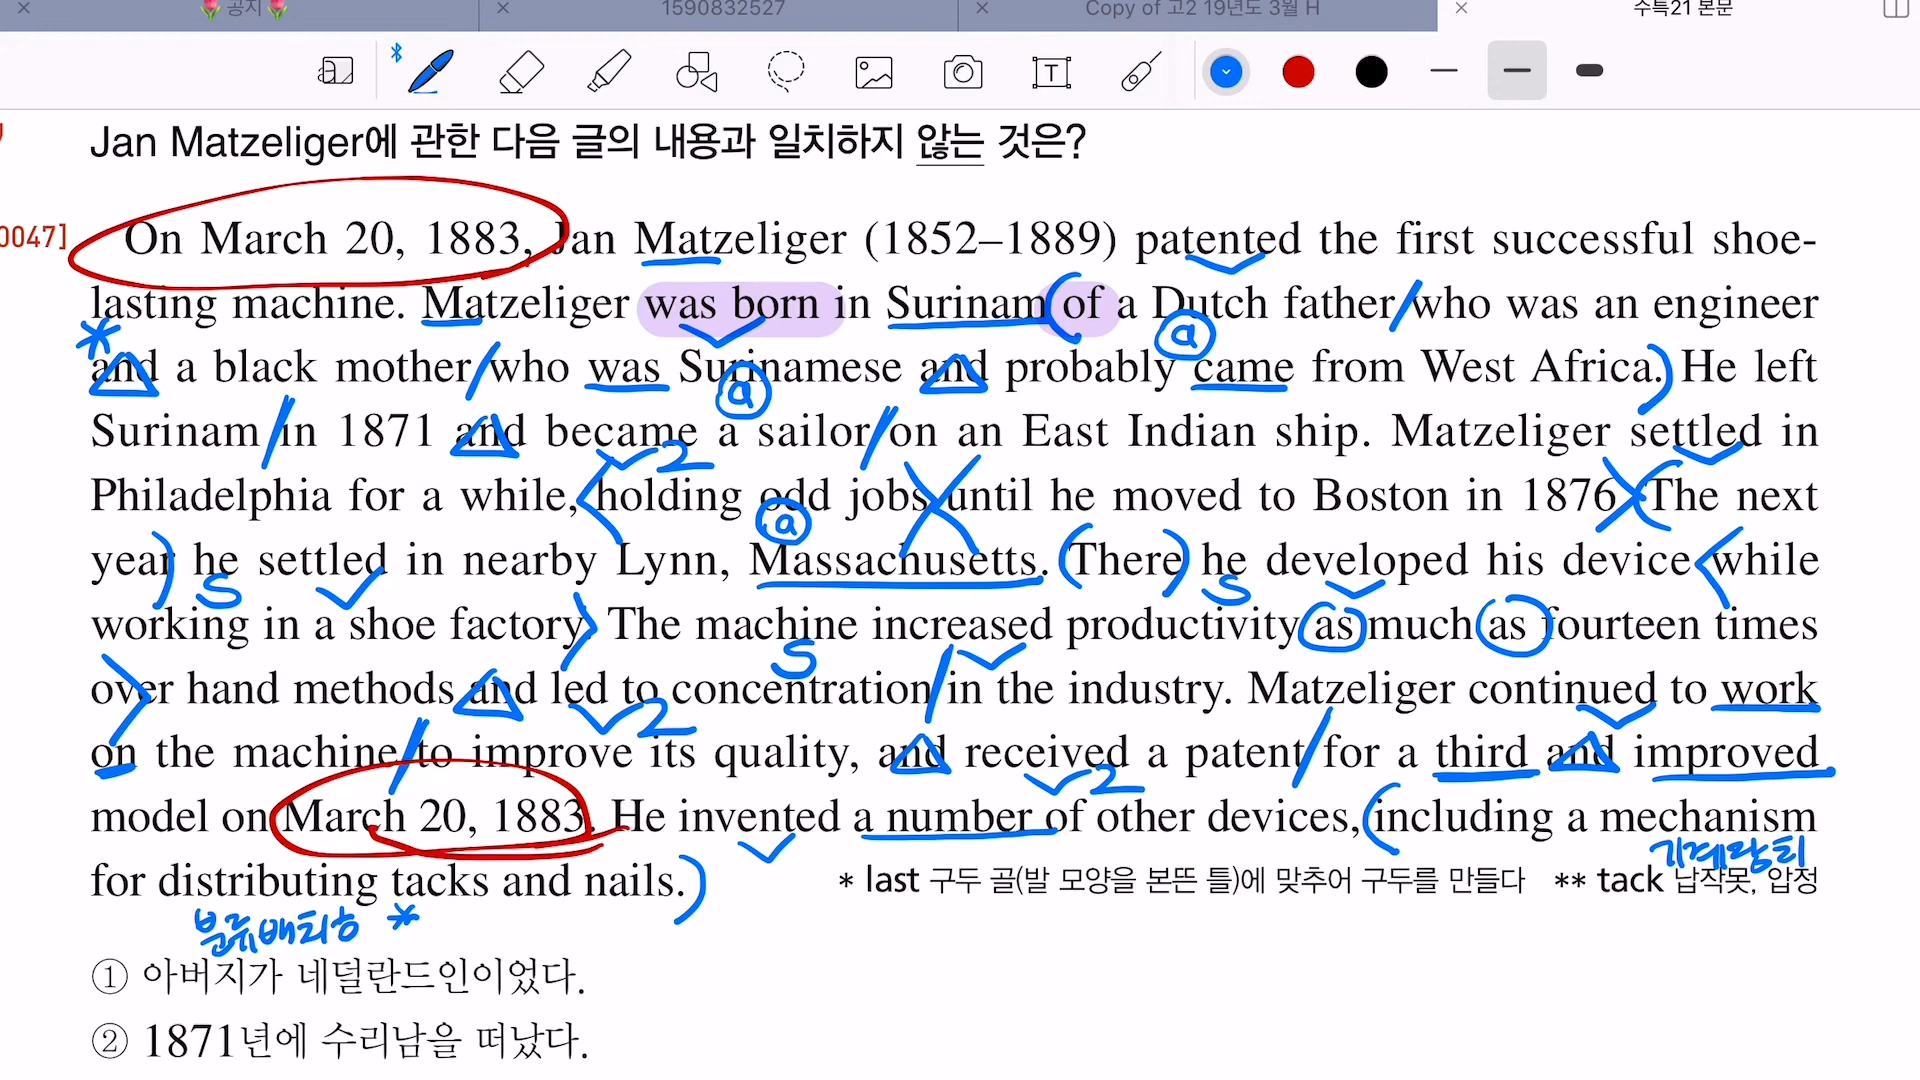 🌷공지🌷
1590832527
Copy of 고2 19년도 3월 H
수특21 본문
Jan Matzeliger에 관한 다음 글의 내용과 일치하지 않는 것은?
0047]
On March 20, 1883, Jan Matzeliger (1852–1889) patented the first successful shoe-
lasting machine. Matzeliger was born in Surinam of a Dutch father who was an engineer
and a black mother who was Surinamese and probably came from West Africa. He left
Surinam in 1871 and became a sailor on an East Indian ship. Matzeliger settled in
Philadelphia for a while, holding odd jobs until he moved to Boston in 1876. The next
year, he settled in nearby Lynn, Massachusetts. There he developed his device while
working in a shoe factory. The machine increased productivity as much as fourteen times
over hand methods and led to concentration in the industry. Matzeliger continued to work
on the machine to improve its quality, and received a patent for a third and improved
model on March 20, 1883. He invented a number of other devices, including a mechanism
기계장치
for distributing tacks and nails.
* last 구두 골(발 모양을 본뜬 틀)에 맞추어 구두를 만들다 ** tack 납작못, 압정
① 아버지가 네덜란드인이었다.
② 1871년에 수리남을 떠났다.